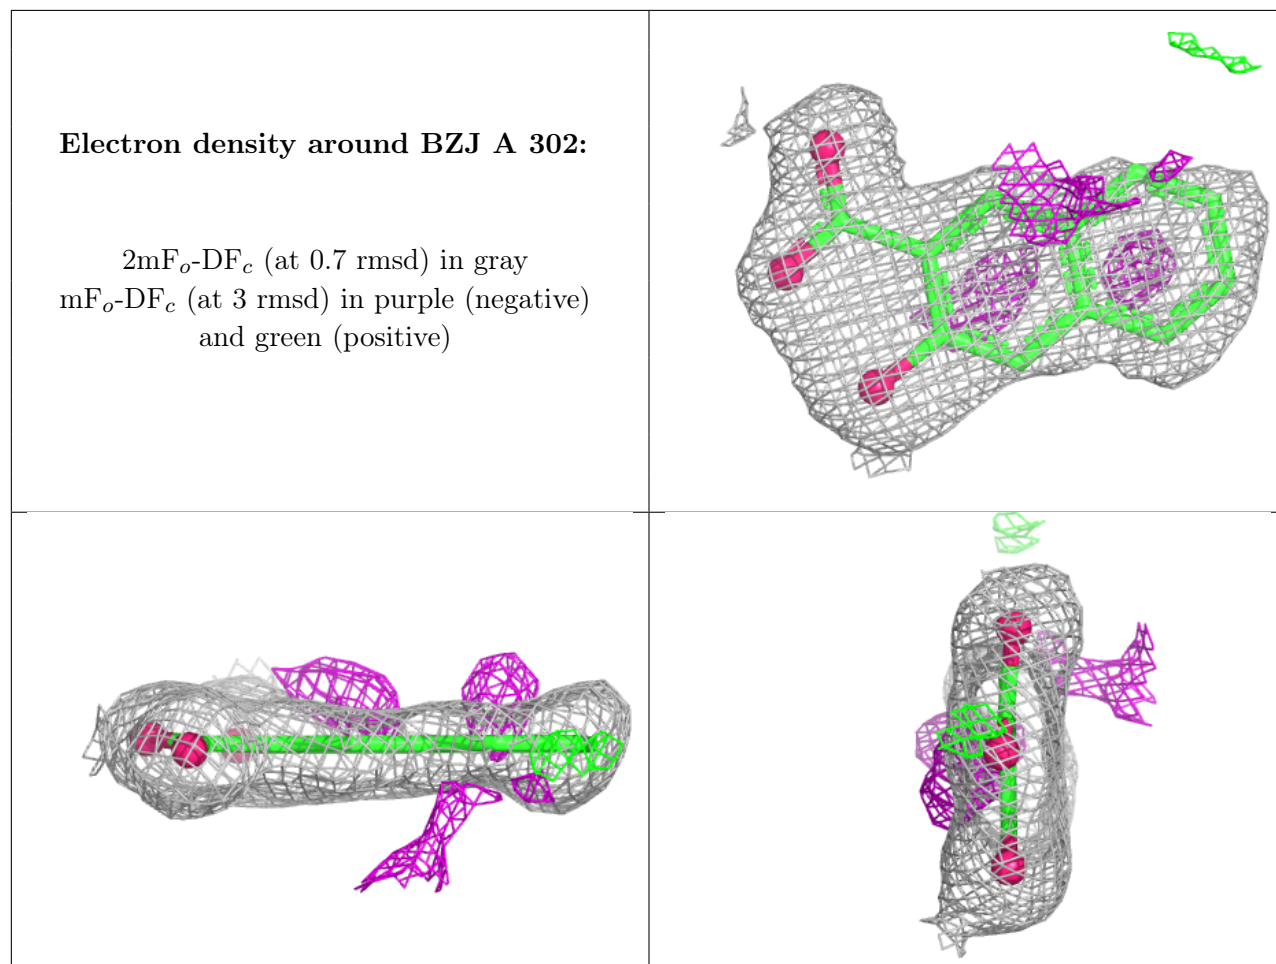 Electron density around BZJ A 302:
2mFo-DFc (at 0.7 rmsd) in gray
mFo-DFc (at 3 rmsd) in purple (negative)
and green (positive)